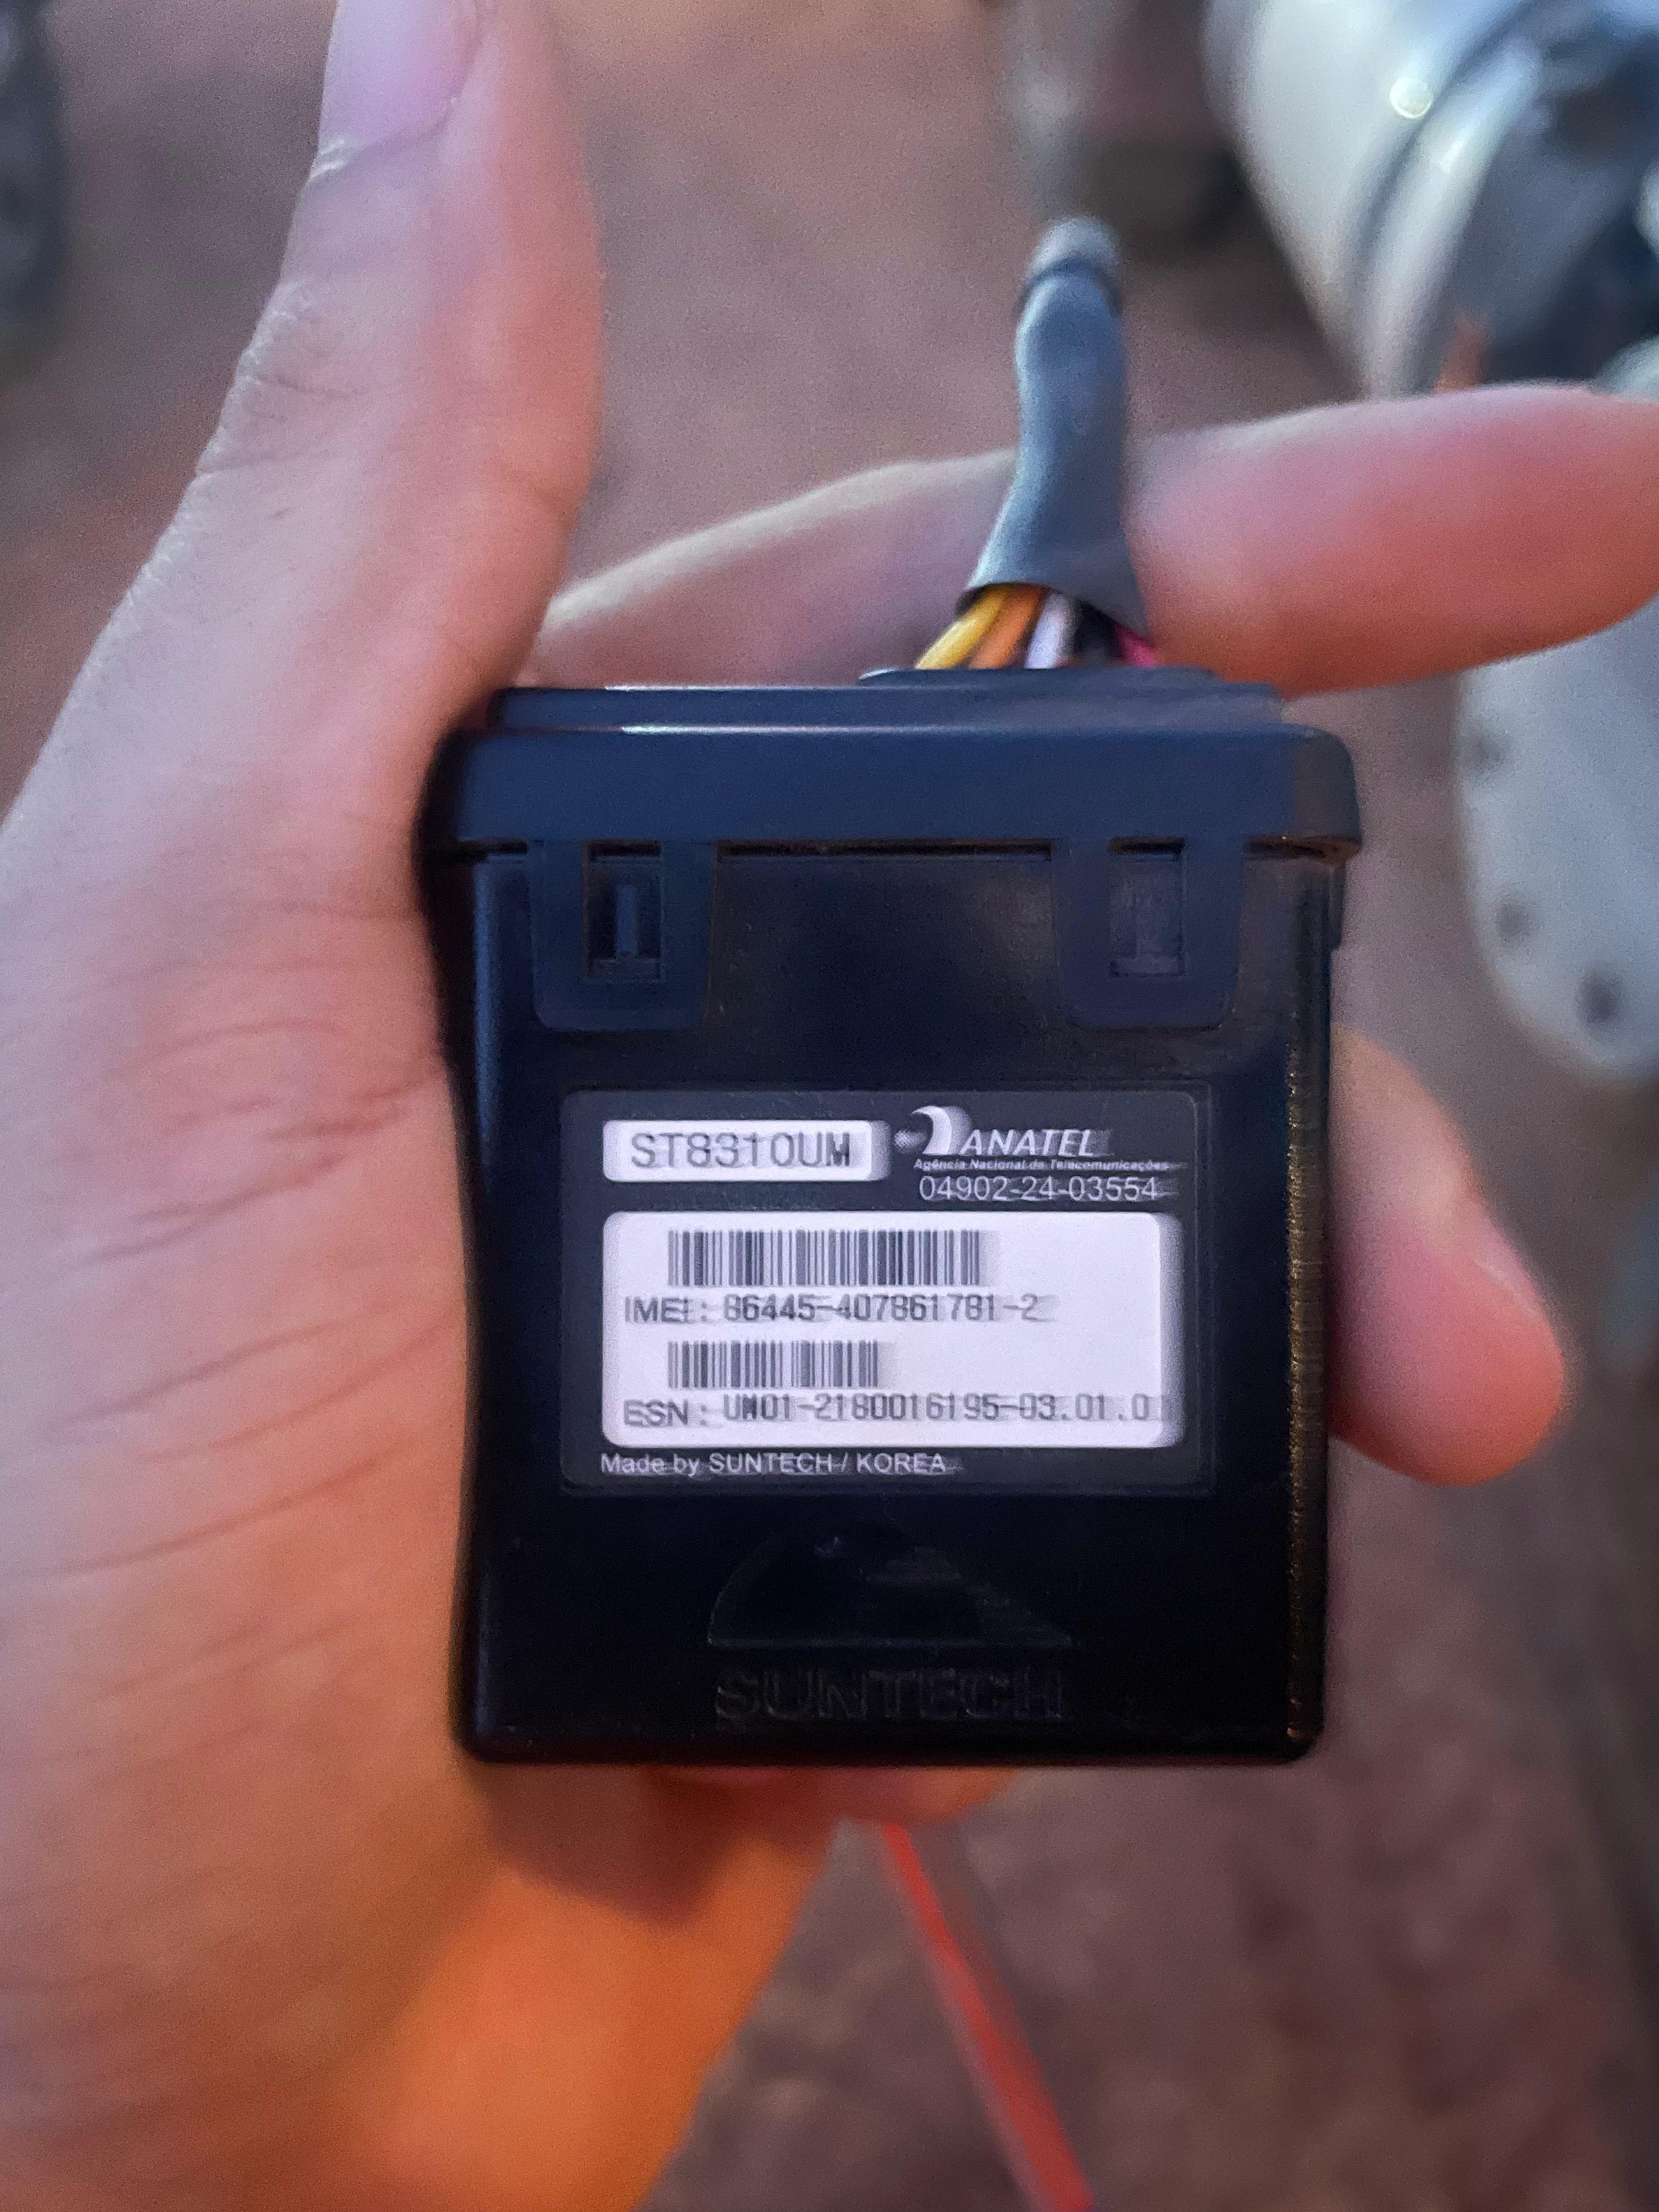 ST8310UM
ANATEL
Agência Nacional de Telecomunicações
04902-24-03554
IMEI: 86445-407861781-2
ESN: UM01-2180016195-03.01.01
Made by SUNTECH / KOREA
SUNTECH